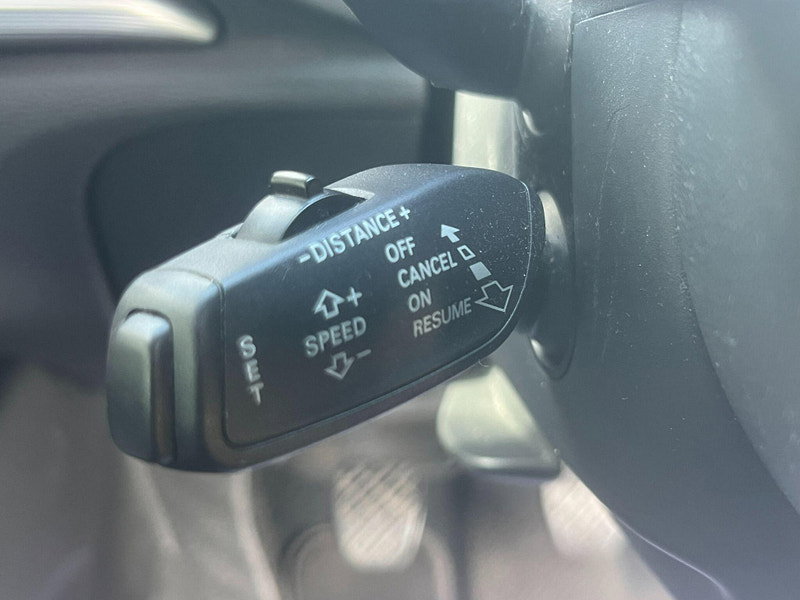 -DISTANCE+
OFF
CANCEL
ON
RESUME
+
SPEED
-
SET